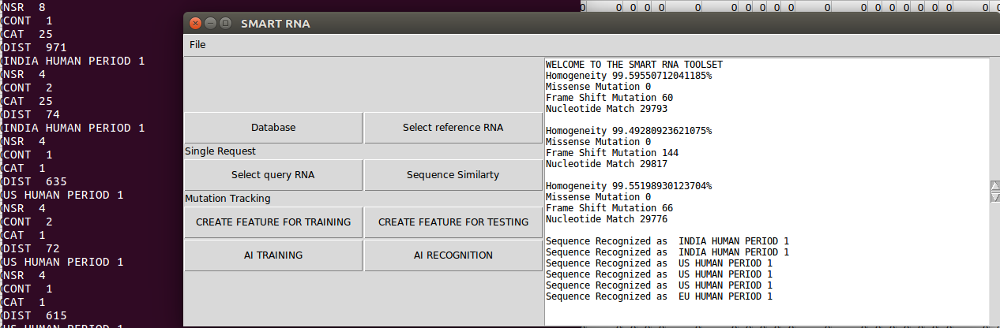 NSR 8
CONT 1
CAT 25
DIST 971
INDIA HUMAN PERIOD 1
NSR 4
CONT 2
CAT 25
DIST 74
INDIA HUMAN PERIOD 1
NSR 4
CONT 1
CAT 1
DIST 635
US HUMAN PERIOD 1
NSR 4
CONT 2
CAT 1
DIST 72
US HUMAN PERIOD 1
NSR 4
CONT 1
CAT 1
DIST 615
US HUMAN PERIOD 1
0 0 0 0 0 0 0 0 0 0 0 0 0 0 0 0 0 0
SMART RNA
File
Database
Select reference RNA
Single Request
Select query RNA
Sequence Similarty
Mutation Tracking
CREATE FEATURE FOR TRAINING
CREATE FEATURE FOR TESTING
AI TRAINING
AI RECOGNITION
WELCOME TO THE SMART RNA TOOLSET
Homogeneity 99.59550712041185%
Missense Mutation 0
Frame Shift Mutation 60
Nucleotide Match 29793
Homogeneity 99.49280923621075%
Missense Mutation 0
Frame Shift Mutation 144
Nucleotide Match 29817
Homogeneity 99.55198930123704%
Missense Mutation 0
Frame Shift Mutation 66
Nucleotide Match 29776
Sequence Recognized as INDIA HUMAN PERIOD 1
Sequence Recognized as INDIA HUMAN PERIOD 1
Sequence Recognized as US HUMAN PERIOD 1
Sequence Recognized as US HUMAN PERIOD 1
Sequence Recognized as US HUMAN PERIOD 1
Sequence Recognized as EU HUMAN PERIOD 1